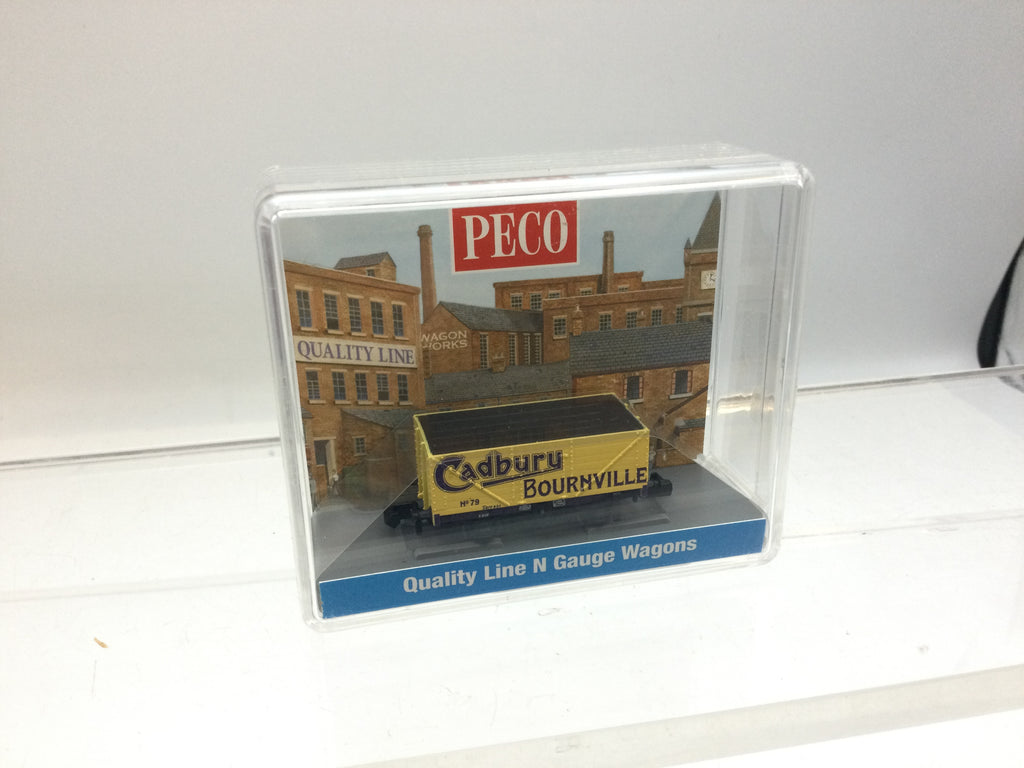 PECO
WAGON
WORKS
QUALITY LINE
Cadbury
BOURNVILLE
No 79
Quality Line N Gauge Wagons